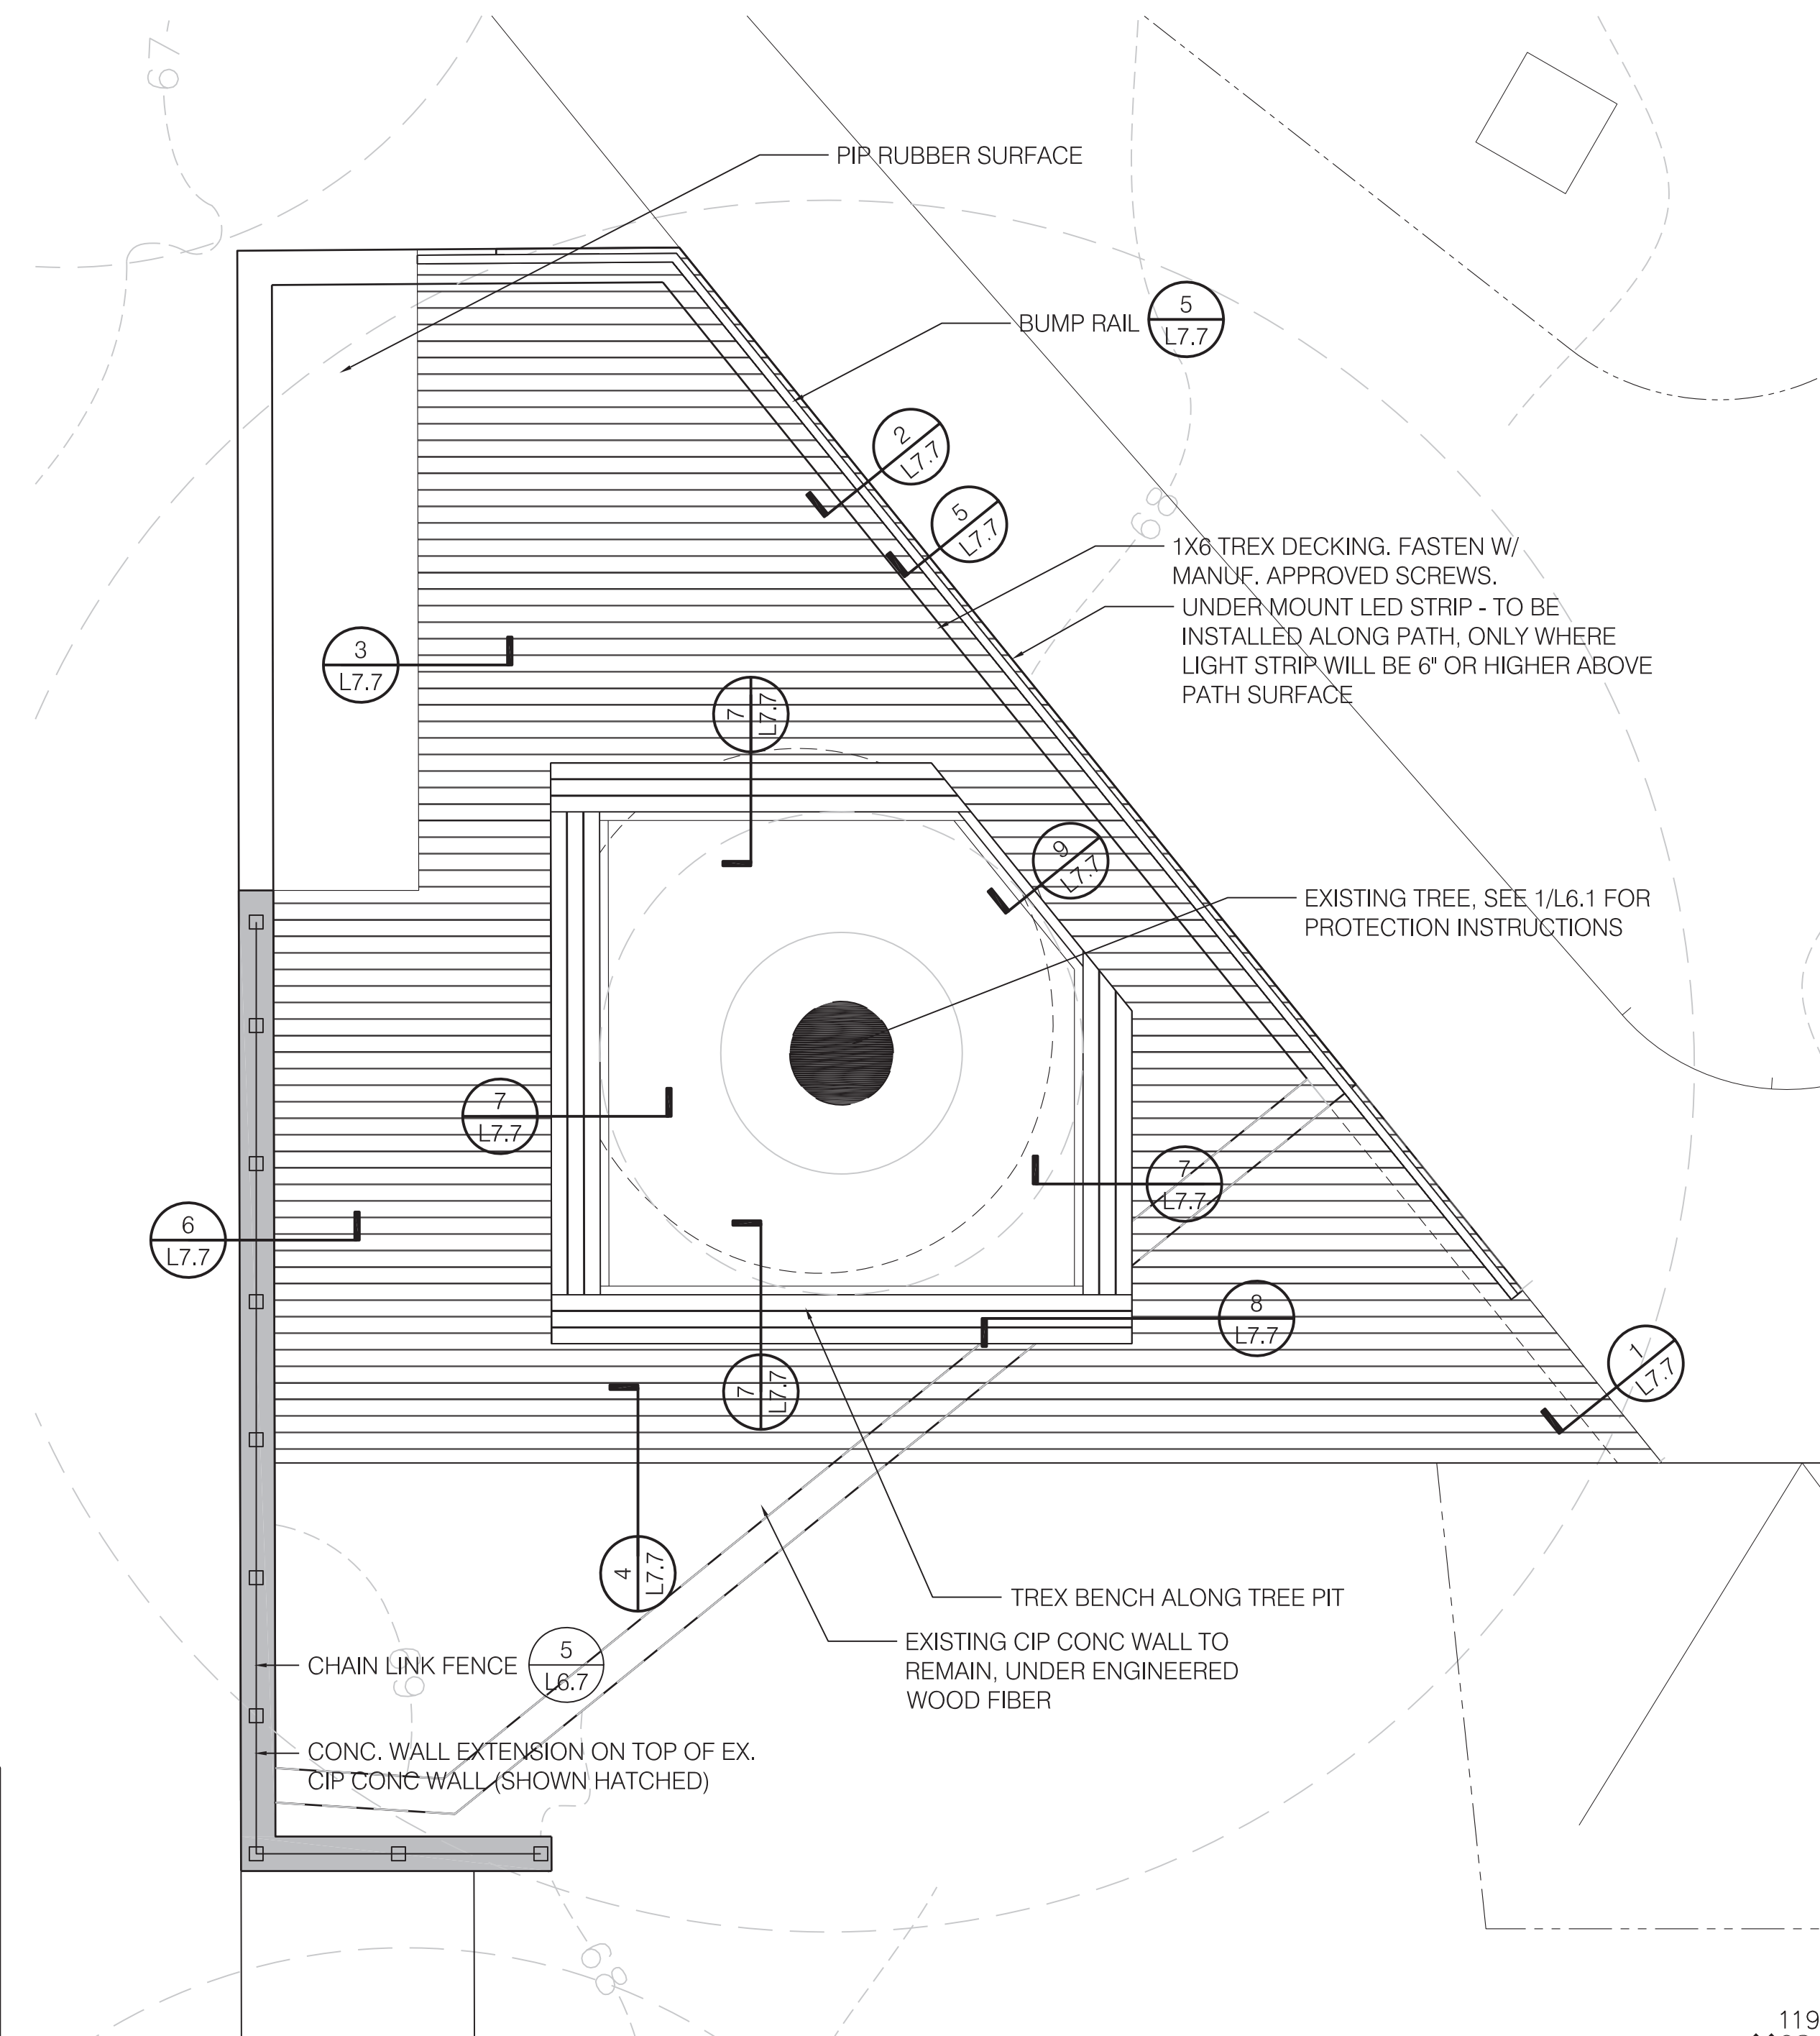 67
PIP RUBBER SURFACE
BUMP RAIL
5
L7.7
2
L7.7
5
L7.7
68
1X6 TREX DECKING. FASTEN W/
MANUF. APPROVED SCREWS.
UNDER MOUNT LED STRIP - TO BE
INSTALLED ALONG PATH, ONLY WHERE
LIGHT STRIP WILL BE 6" OR HIGHER ABOVE
PATH SURFACE
3
L7.7
7
L7.7
9
L7.7
EXISTING TREE, SEE 1/L6.1 FOR
PROTECTION INSTRUCTIONS
7
L7.7
7
L7.7
6
L7.7
8
L7.7
1
L7.7
7
L7.7
4
L7.7
TREX BENCH ALONG TREE PIT
EXISTING CIP CONC WALL TO
REMAIN, UNDER ENGINEERED
WOOD FIBER
CHAIN LINK FENCE
5
L6.7
69
CONC. WALL EXTENSION ON TOP OF EX.
CIP CONC WALL (SHOWN HATCHED)
68
119